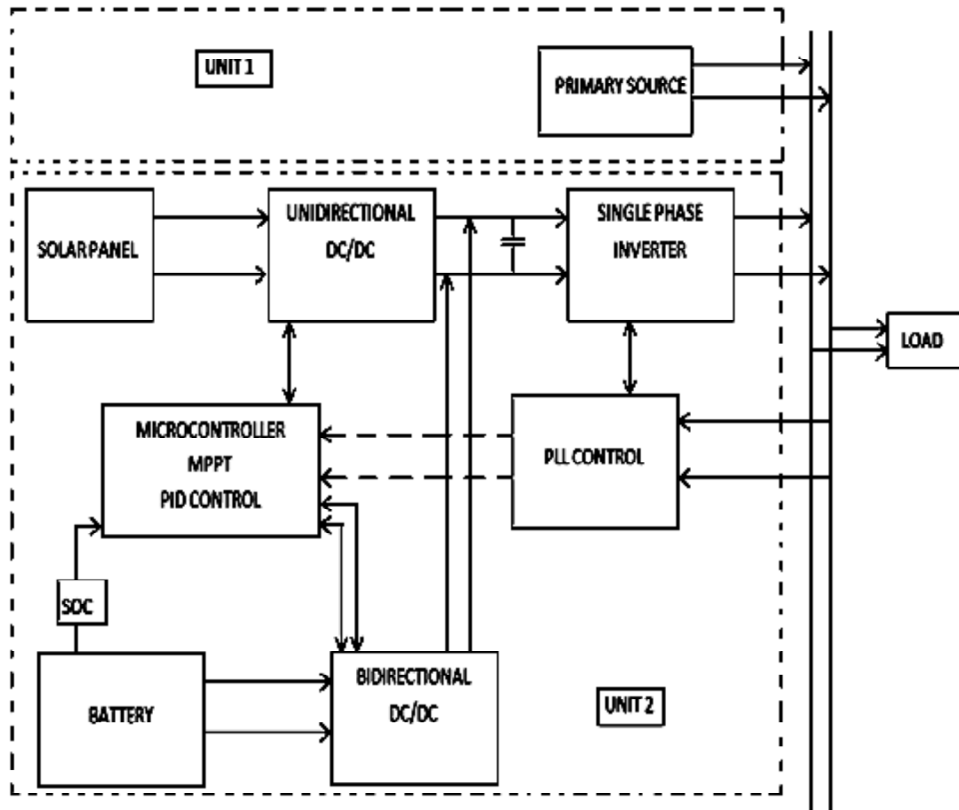 UNIT 1
PRIMARY SOURCE
SOLAR PANEL
UNIDIRECTIONAL
DC/DC
SINGLE PHASE
INVERTER
LOAD
MICROCONTROLLER
MPPT
PID CONTROL
PLL CONTROL
SOC
BATTERY
BIDIRECTIONAL
DC/DC
UNIT 2